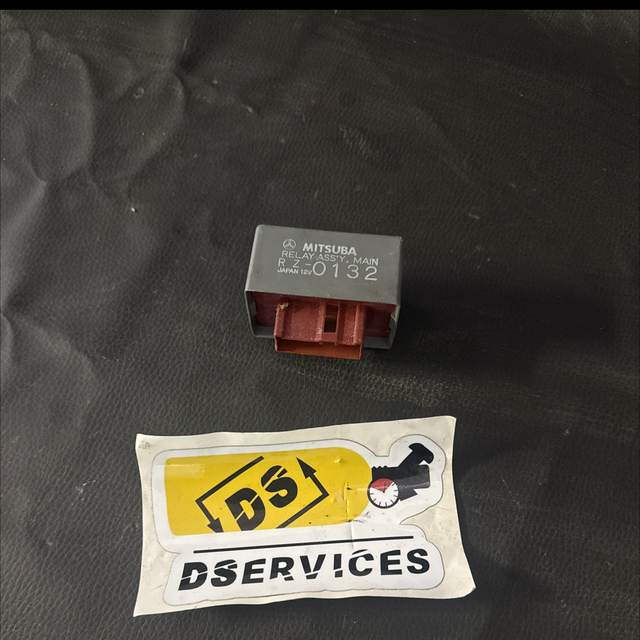 MITSUBA
RELAY ASS'Y, MAIN
RZ-0132
JAPAN 12V
DS
DSERVICES